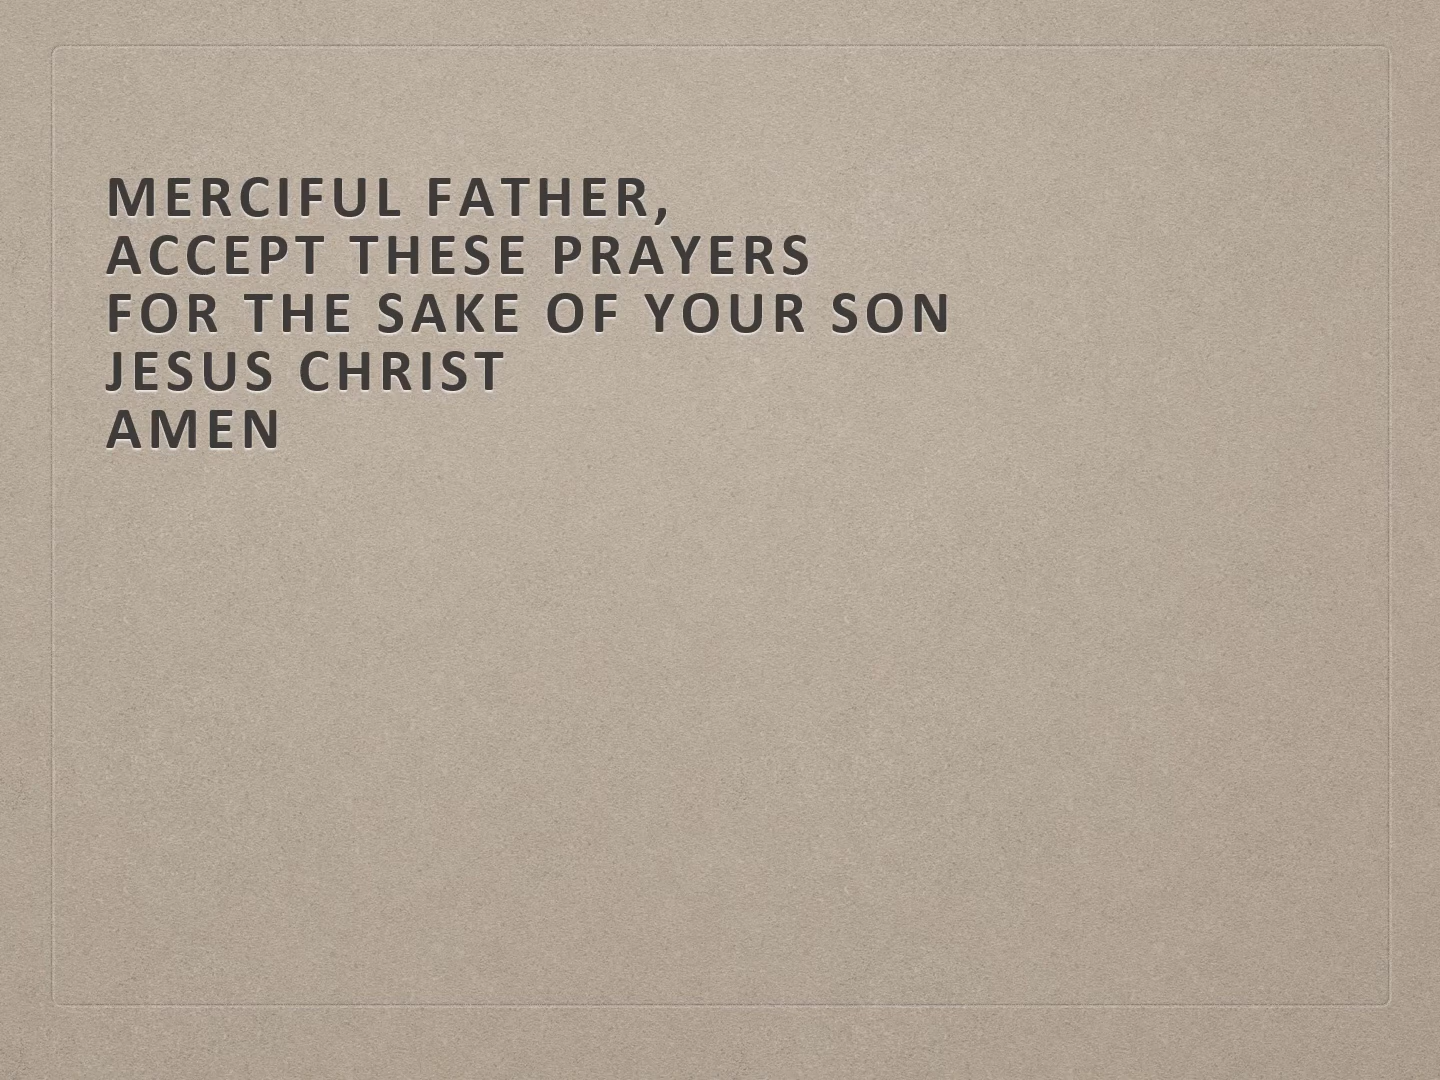 MERCIFUL FATHER,
ACCEPT THESE PRAYERS
FOR THE SAKE OF YOUR SON
JESUS CHRIST
AMEN